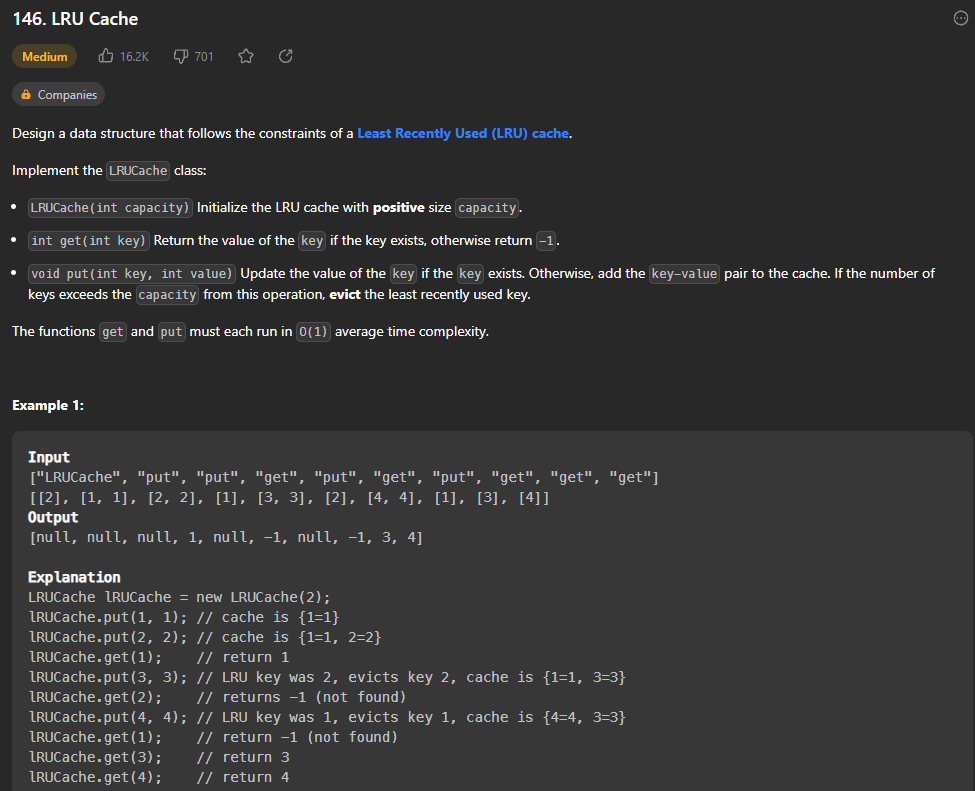 146. LRU Cache
Medium 16.2K 701
Companies
Design a data structure that follows the constraints of a Least Recently Used (LRU) cache.
Implement the LRUCache class:
• LRUCache(int capacity) Initialize the LRU cache with positive size capacity.
• int get(int key) Return the value of the key if the key exists, otherwise return -1.
• void put(int key, int value) Update the value of the key if the key exists. Otherwise, add the key-value pair to the cache. If the number of
keys exceeds the capacity from this operation, evict the least recently used key.
The functions get and put must each run in O(1) average time complexity.
Example 1:
Input
["LRUCache", "put", "put", "get", "put", "get", "put", "get", "get", "get"]
[[2], [1, 1], [2, 2], [1], [3, 3], [2], [4, 4], [1], [3], [4]]
Output
[null, null, null, 1, null, -1, null, -1, 3, 4]
Explanation
LRUCache lRUCache = new LRUCache(2);
lRUCache.put(1, 1); // cache is {1=1}
lRUCache.put(2, 2); // cache is {1=1, 2=2}
lRUCache.get(1);    // return 1
lRUCache.put(3, 3); // LRU key was 2, evicts key 2, cache is {1=1, 3=3}
lRUCache.get(2);    // returns -1 (not found)
lRUCache.put(4, 4); // LRU key was 1, evicts key 1, cache is {4=4, 3=3}
lRUCache.get(1);    // return -1 (not found)
lRUCache.get(3);    // return 3
lRUCache.get(4);    // return 4